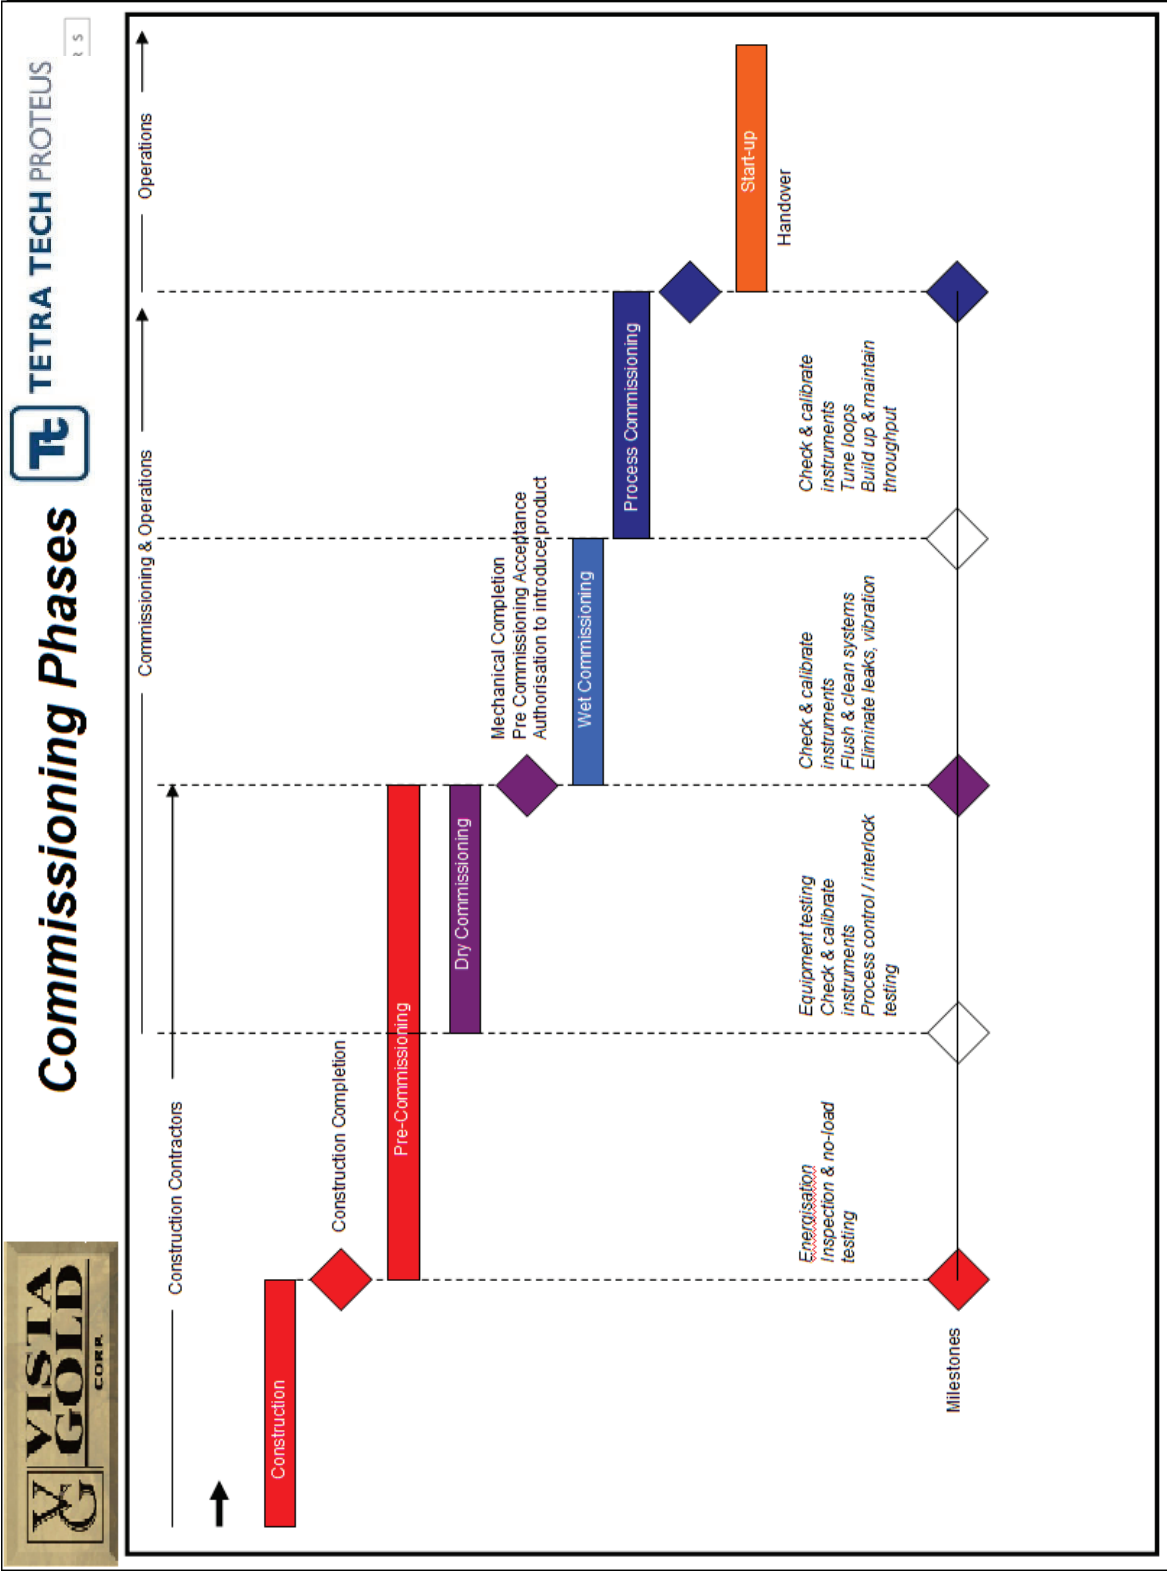 VISTA
GOLD
CORP.
VG
Commissioning Phases
Tt TETRA TECH PROTEUS
R S
Commissioning & Operations
Operations
Construction Contractors
Construction
Construction Completion
Pre-Commissioning
Dry Commissioning
Mechanical Completion
Pre Commissioning Acceptance
Authorisation to introduce product
Wet Commissioning
Process Commissioning
Start-up
Handover
Energisation
Inspection & no-load
testing
Equipment testing
Check & calibrate
instruments
Process control / interlock
testing
Check & calibrate
instruments
Flush & clean systems
Eliminate leaks, vibration
Check & calibrate
instruments
Tune loops
Build up & maintain
throughput
Milestones